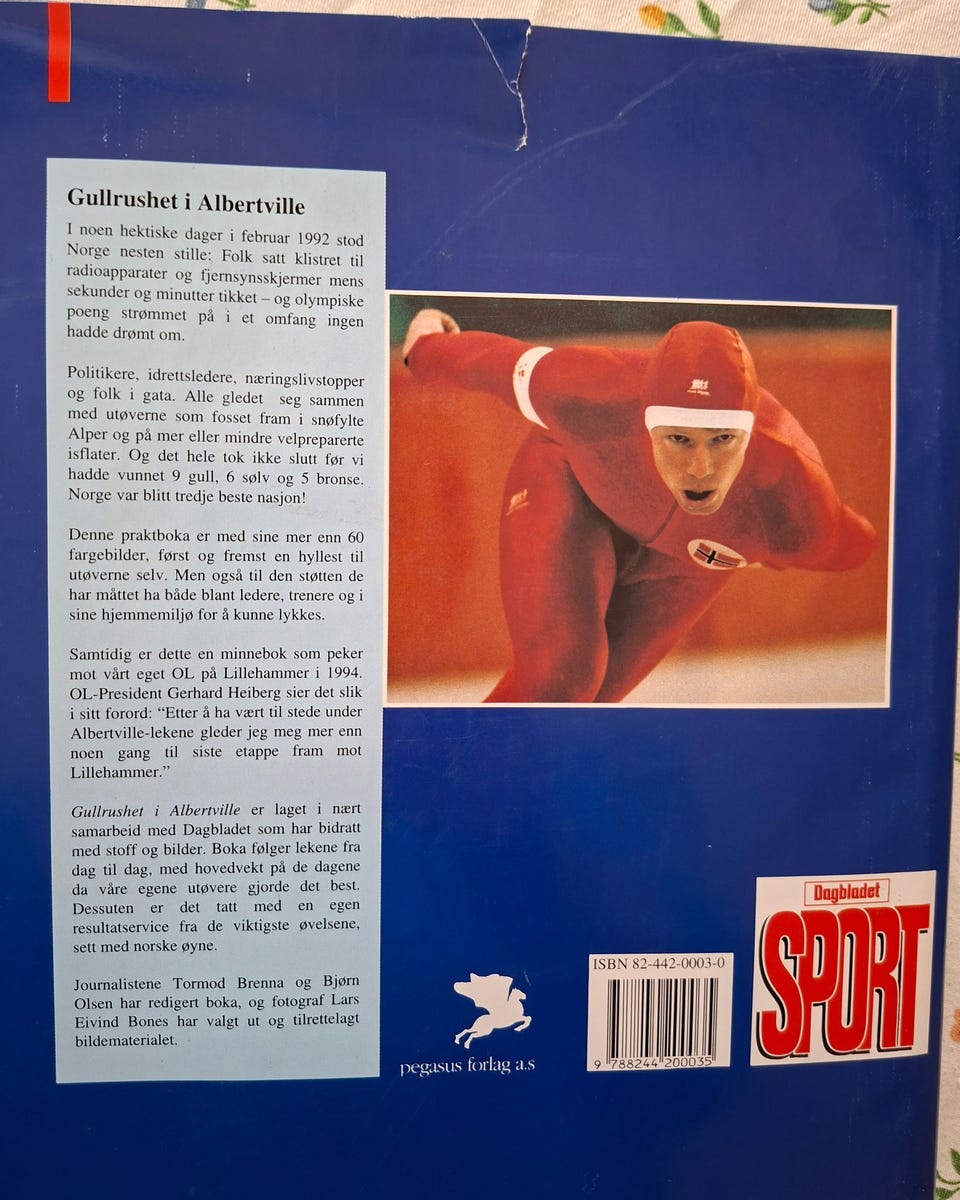 Gullrushet i Albertville
I noen hektiske dager i februar 1992 stod
Norge nesten stille: Folk satt klistret til
radioapparater og fjernsynsskjermer mens
sekunder og minutter tikket – og olympiske
poeng strømmet på i et omfang ingen
hadde drømt om.
Politikere, idrettsledere, næringslivstopper
og folk i gata. Alle gledet seg sammen
med utøverne som fosset fram i snøfylte
Alper og på mer eller mindre velpreparerte
isflater. Og det hele tok ikke slutt før vi
hadde vunnet 9 gull, 6 sølv og 5 bronse.
Norge var blitt tredje beste nasjon!
Denne praktboka er med sine mer enn 60
fargebilder, først og fremst en hyllest til
utøverne selv. Men også til den støtten de
har måttet ha både blant ledere, trenere og i
sine hjemmemiljø for å kunne lykkes.
Samtidig er dette en minnebok som peker
mot vårt eget OL på Lillehammer i 1994.
OL-President Gerhard Heiberg sier det slik
i sitt forord: “Etter å ha vært til stede under
Albertville-lekene gleder jeg meg mer enn
noen gang til siste etappe fram mot
Lillehammer.”
Gullrushet i Albertville er laget i nært
samarbeid med Dagbladet som har bidratt
med stoff og bilder. Boka følger lekene fra
dag til dag, med hovedvekt på de dagene
da våre egene utøvere gjorde det best.
Dessuten er det tatt med en egen
resultatservice fra de viktigste øvelsene,
sett med norske øyne.
Journalistene Tormod Brenna og Bjørn
Olsen har redigert boka, og fotograf Lars
Eivind Bones har valgt ut og tilrettelagt
bildematerialet.
pegasus forlag a.s
ISBN 82-442-0003-0
9 788244 200035
Dagbladet
SPORT